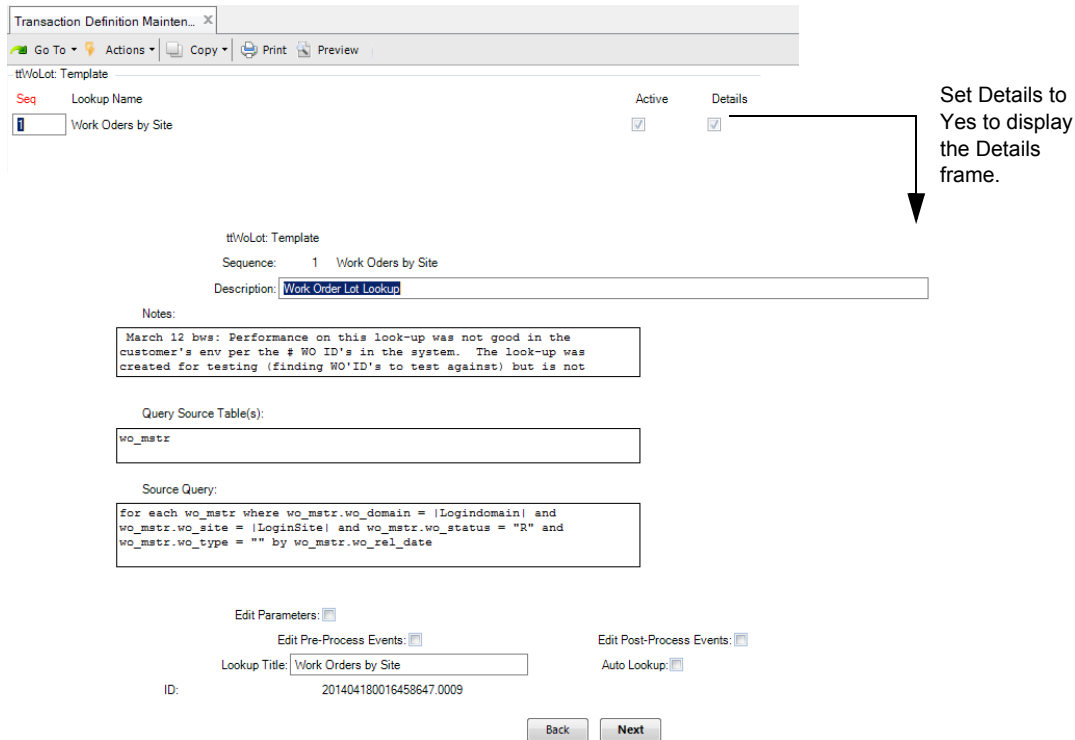 Transaction Definition Mainten... X
Go To Actions Copy Print Preview
ttWoLot: Template
Seq Lookup Name Active Details
1 Work Oders by Site
Set Details to
Yes to display
the Details
frame.
ttWoLot: Template
Sequence: 1 Work Oders by Site
Description: Work Order Lot Lookup
Notes:
March 12 bws: Performance on this look-up was not good in the
customer's env per the # WO ID's in the system. The look-up was
created for testing (finding WO'ID's to test against) but is not
Query Source Table(s):
wo_mstr
Source Query:
for each wo_mstr where wo_mstr.wo_domain = |Logindomain| and
wo_mstr.wo_site = |LoginSite| and wo_mstr.wo_status = "R" and
wo_mstr.wo_type = "" by wo_mstr.wo_rel_date
Edit Parameters:
Edit Pre-Process Events: Edit Post-Process Events:
Lookup Title: Work Orders by Site Auto Lookup:
ID: 201404180016458647.0009
Back Next